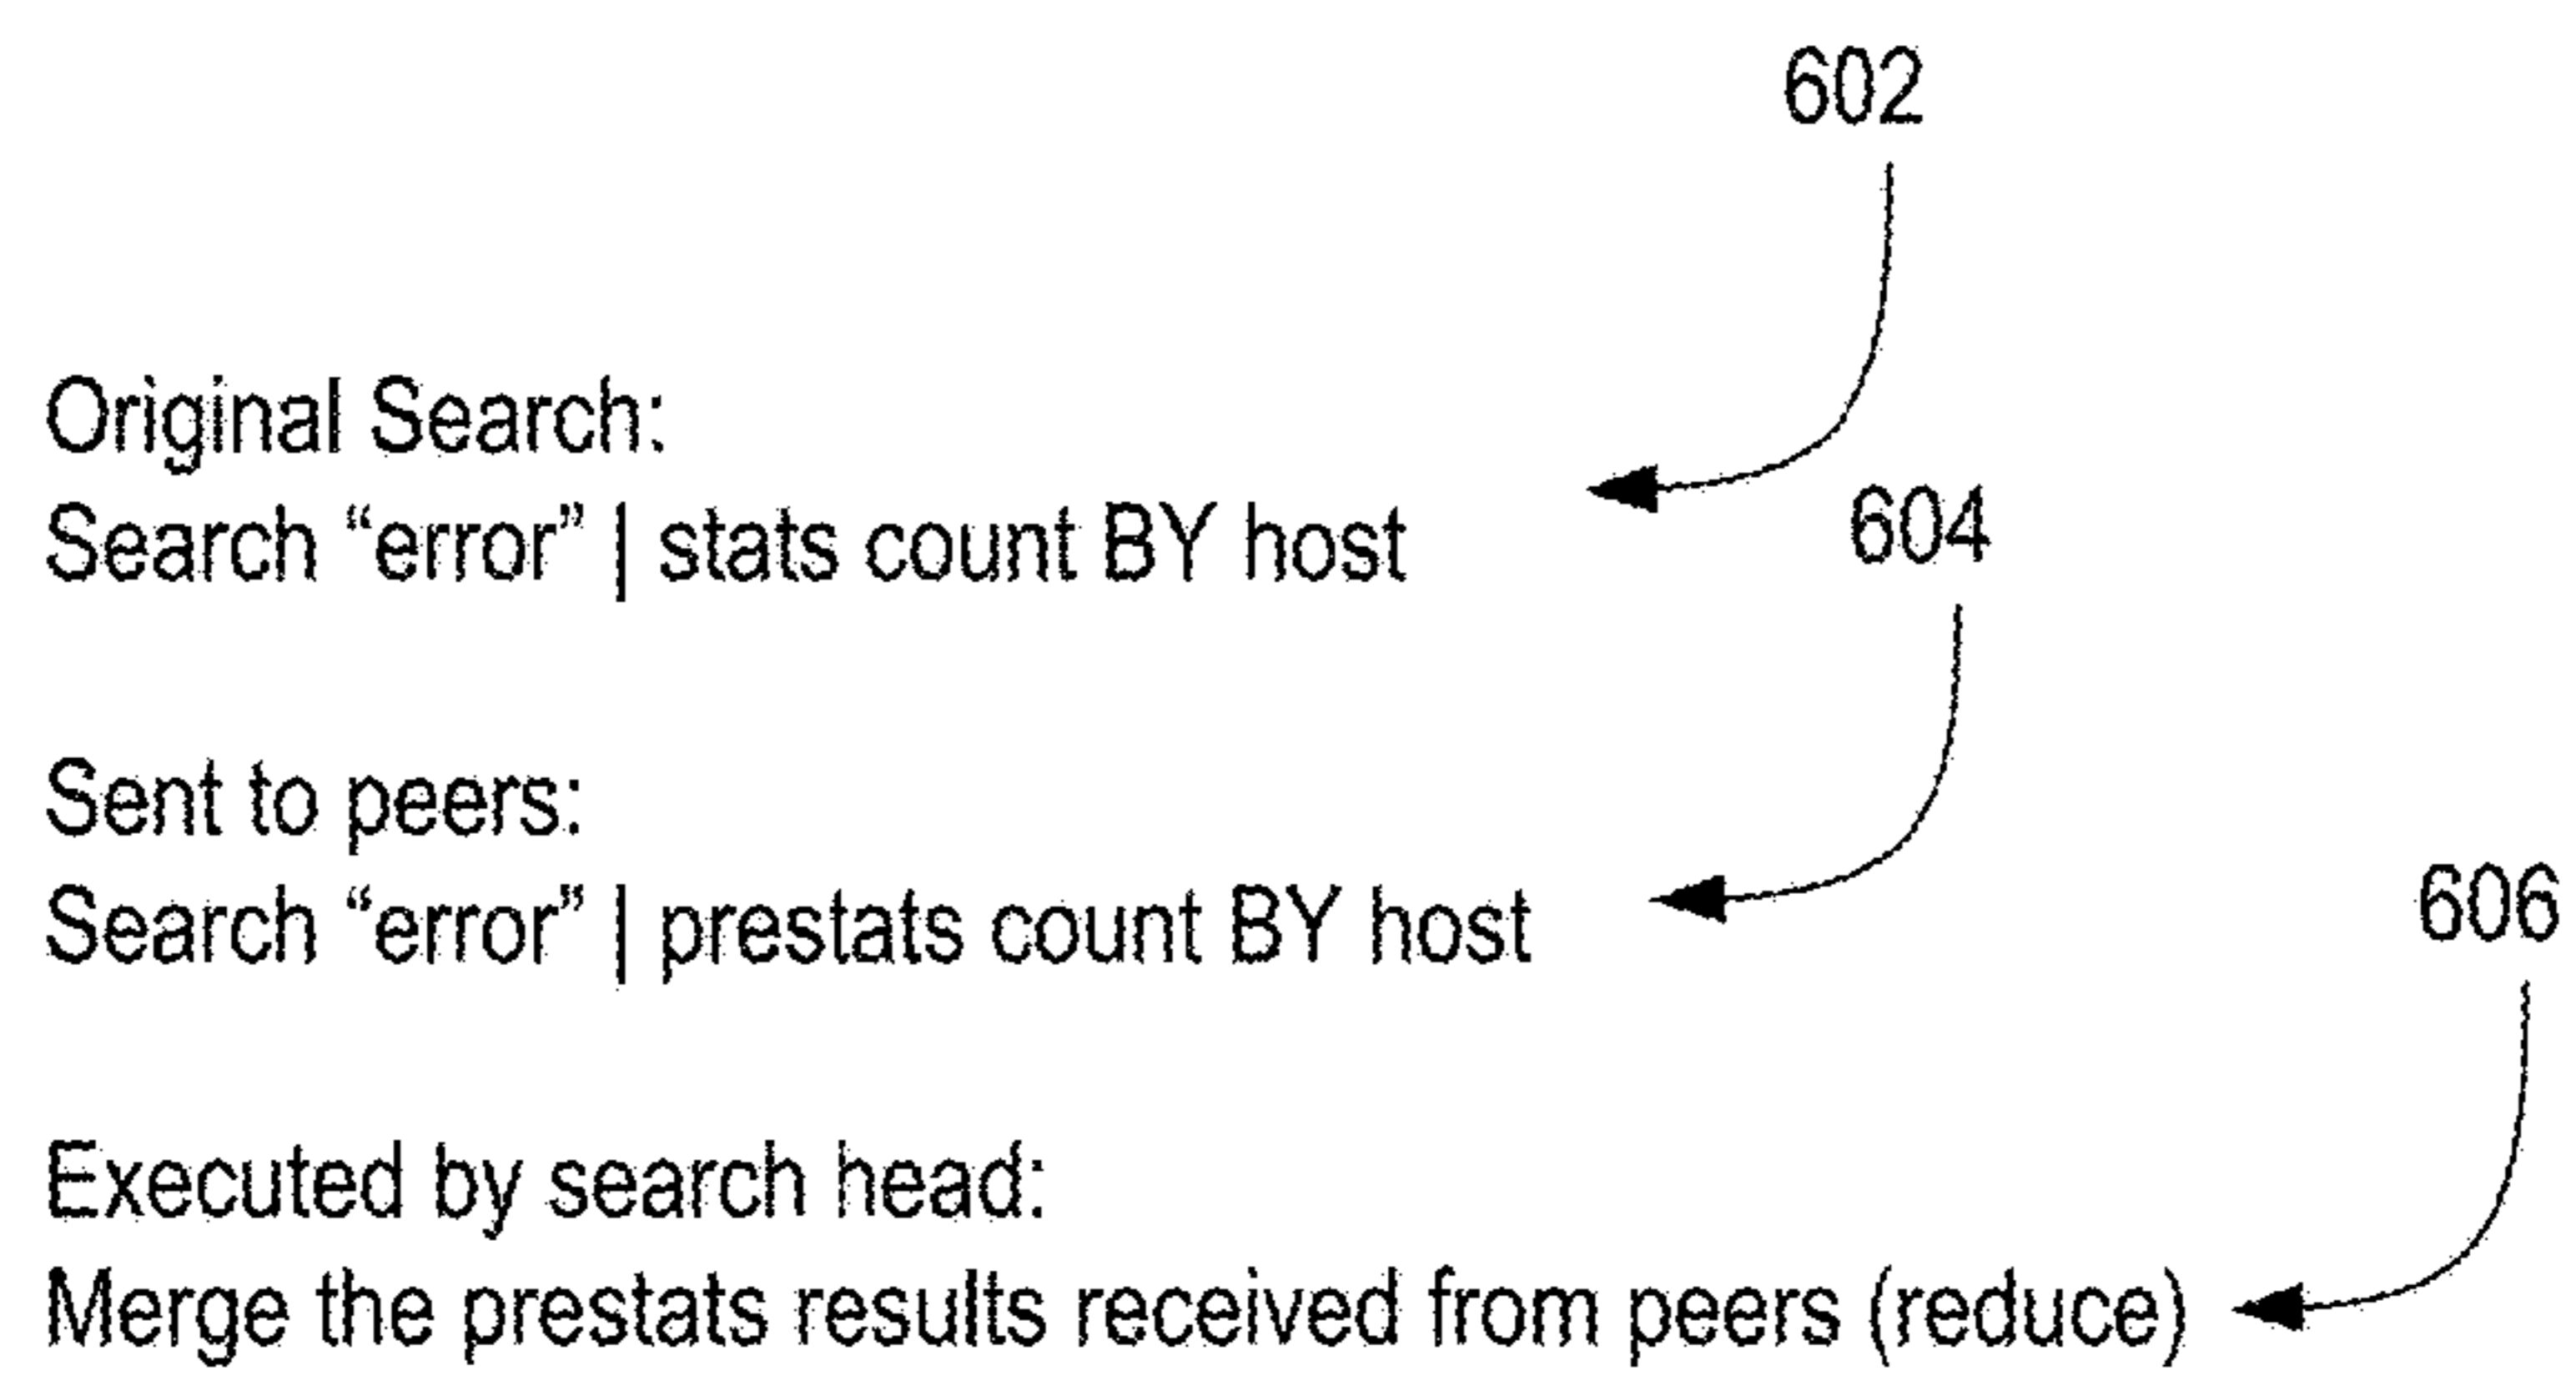 602
Original Search:
Search “error” | stats count BY host
604
Sent to peers:
Search “error” | prestats count BY host
606
Executed by search head:
Merge the prestats results received from peers (reduce)